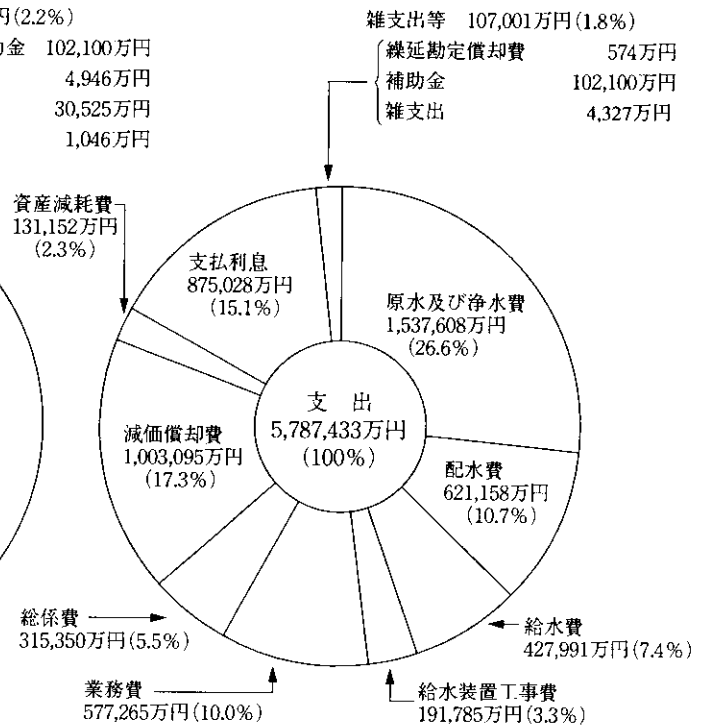 円(2.2%)
金 102,100万円
4,946万円
30,525万円
1,046万円
雑支出等 107,001万円(1.8%)
繰延勘定償却費 574万円
補助金 102,100万円
雑支出 4,327万円
資産減耗費
131,152万円
(2.3%)
支払利息
875,028万円
(15.1%)
原水及び浄水費
1,537,608万円
(26.6%)
支出
5,787,433万円
(100%)
減価償却費
1,003,095万円
(17.3%)
配水費
621,158万円
(10.7%)
総係費
315,350万円(5.5%)
給水費
427,991万円(7.4%)
業務費
577,265万円(10.0%)
給水装置工事費
191,785万円(3.3%)